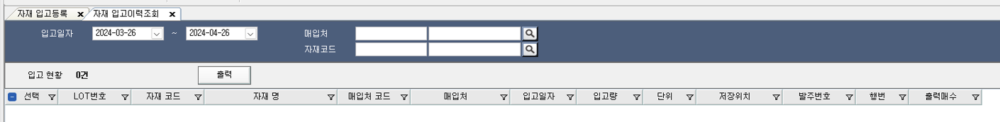 자재 입고등록 x 자재 입고이력조회 x
입고일자 2024-03-26 ~ 2024-04-26 매입처
자재코드
입고 현황 0건 출력
선택 LOT번호 자재 코드 자재 명 매입처 코드 매입처 입고일자 입고량 단위 저장위치 발주번호 행번 출력매수